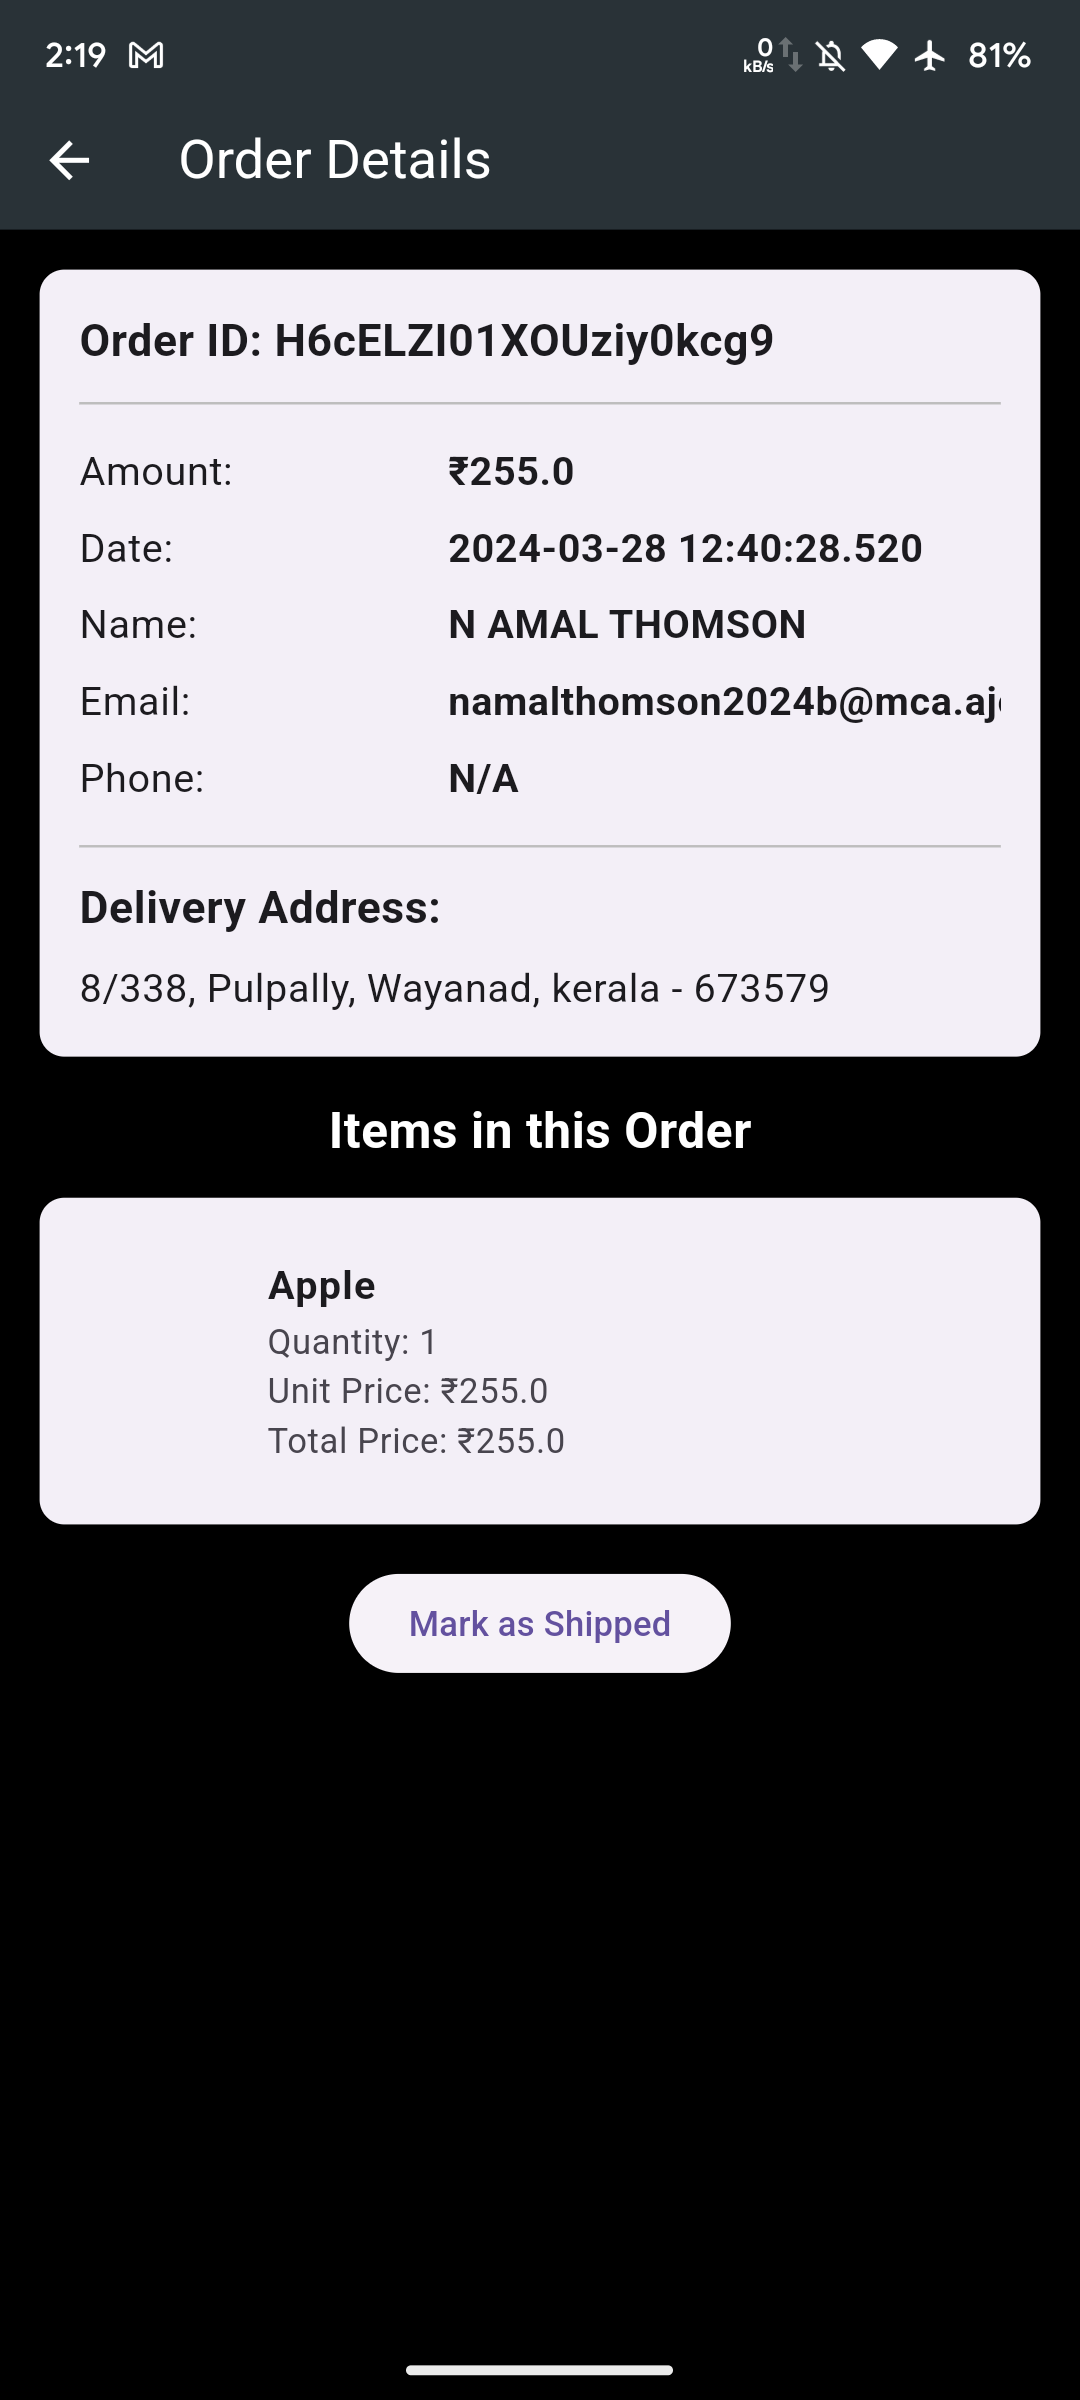 2:19
0
kB/s
81%
Order Details
Order ID: H6cELZI01XOUziy0kcg9
Amount: ₹255.0
Date: 2024-03-28 12:40:28.520
Name: N AMAL THOMSON
Email: namalthomson2024b@mca.aj
Phone: N/A
Delivery Address:
8/338, Pulpally, Wayanad, kerala - 673579
Items in this Order
Apple
Quantity: 1
Unit Price: ₹255.0
Total Price: ₹255.0
Mark as Shipped